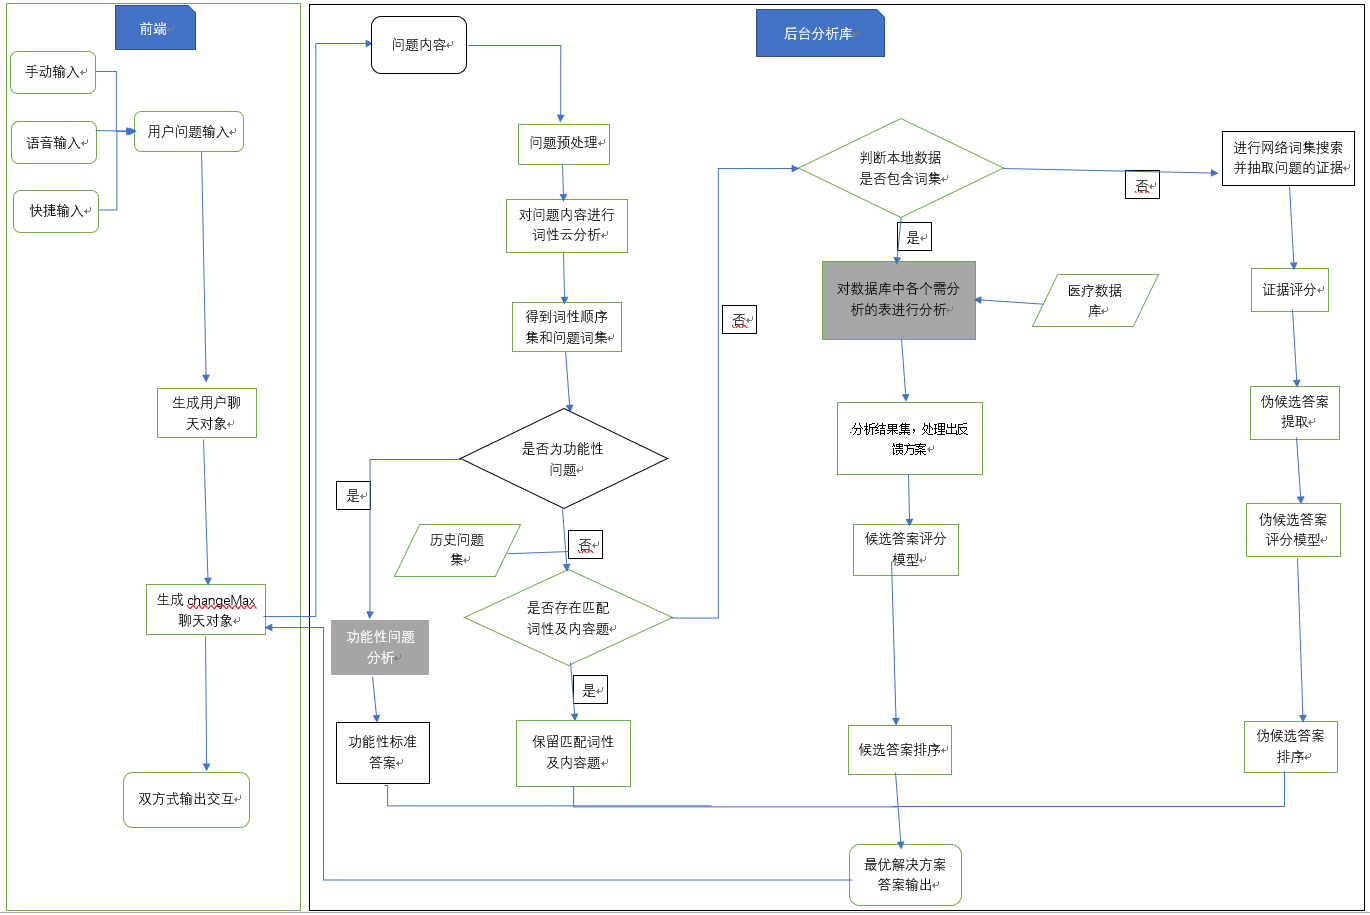 前端
手动输入
语音输入
快捷输入
用户问题输入
生成用户聊
天对象
生成 changeMax
聊天对象
双方式输出交互
后台分析库
问题内容
问题预处理
对问题内容进行
词性云分析
得到词性顺序
集和问题词集
是否为功能性
问题
是
否
历史问题
集
功能性问题
分析
功能性标准
答案
是否存在匹配
词性及内容题
是
否
保留匹配词性
及内容题
判断本地数据
是否包含词集
是
否
对数据库中各个需分
析的表进行分析
医疗数据
库
.分析结果集，处理出反
馈方案
候选答案评分
模型
候选答案排序
最优解决方案
答案输出
进行网络词集搜索
并抽取问题的证据
证据评分
伪候选答案
提取
伪候选答案
评分模型
伪候选答案
排序